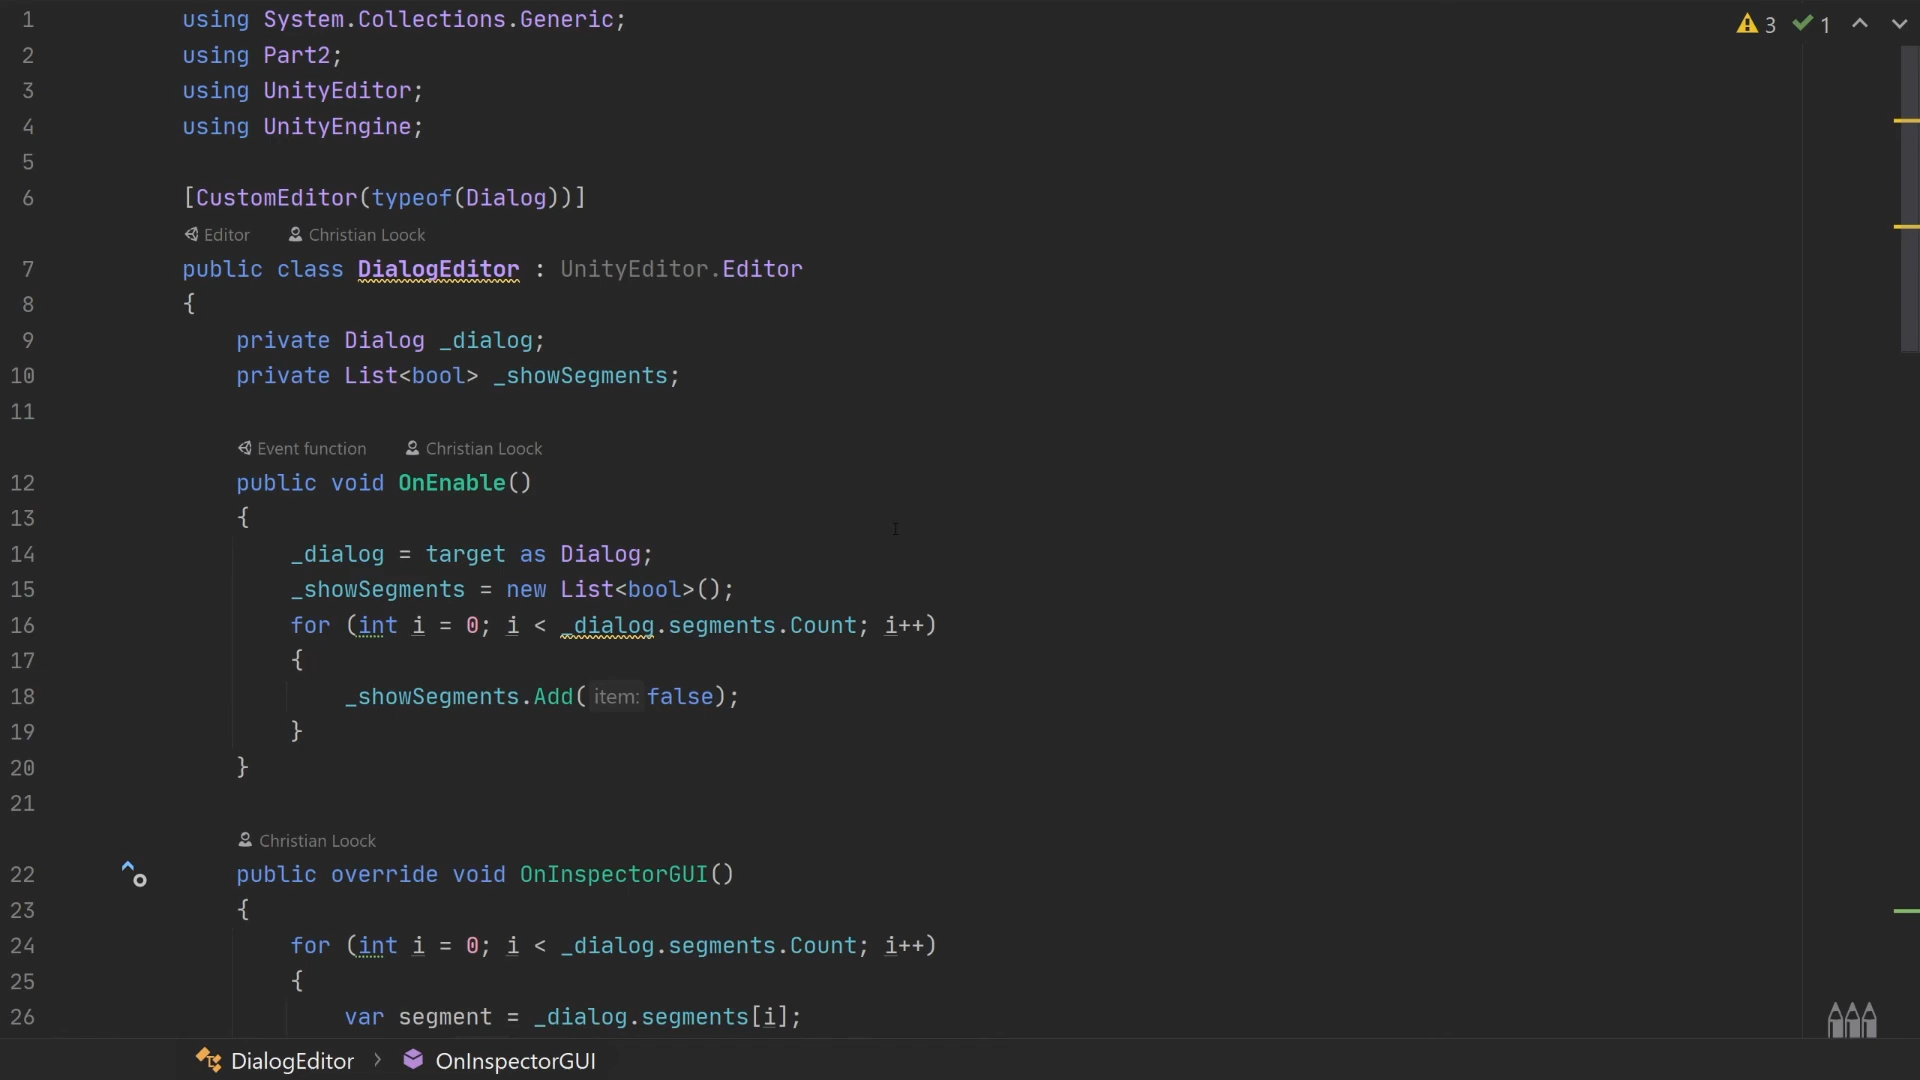 3 1
1 using System.Collections.Generic;
2 using Part2;
3 using UnityEditor;
4 using UnityEngine;
5
6 [CustomEditor(typeof(Dialog))]
Editor Christian Loock
7 public class DialogEditor : UnityEditor.Editor
8 {
9 private Dialog _dialog;
10 private List<bool> _showSegments;
11
Event function Christian Loock
12 public void OnEnable()
13 {
14 _dialog = target as Dialog;
15 _showSegments = new List<bool>();
16 for (int i = 0; i < _dialog.segments.Count; i++)
17 {
18 _showSegments.Add(item: false);
19 }
20 }
21
Christian Loock
22 public override void OnInspectorGUI()
23 {
24 for (int i = 0; i < _dialog.segments.Count; i++)
25 {
26 var segment = _dialog.segments[i];
DialogEditor > OnInspectorGUI